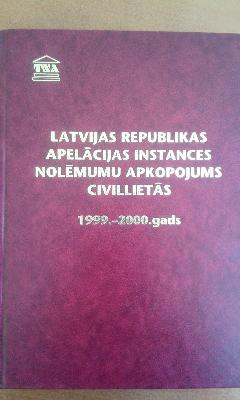 TNA
LATVIJAS REPUBLIKAS
APELĀCIJAS INSTANCES
NOLĒMUMU APKOPOJUMS
CIVILLIETĀS
1999.-2000.gads